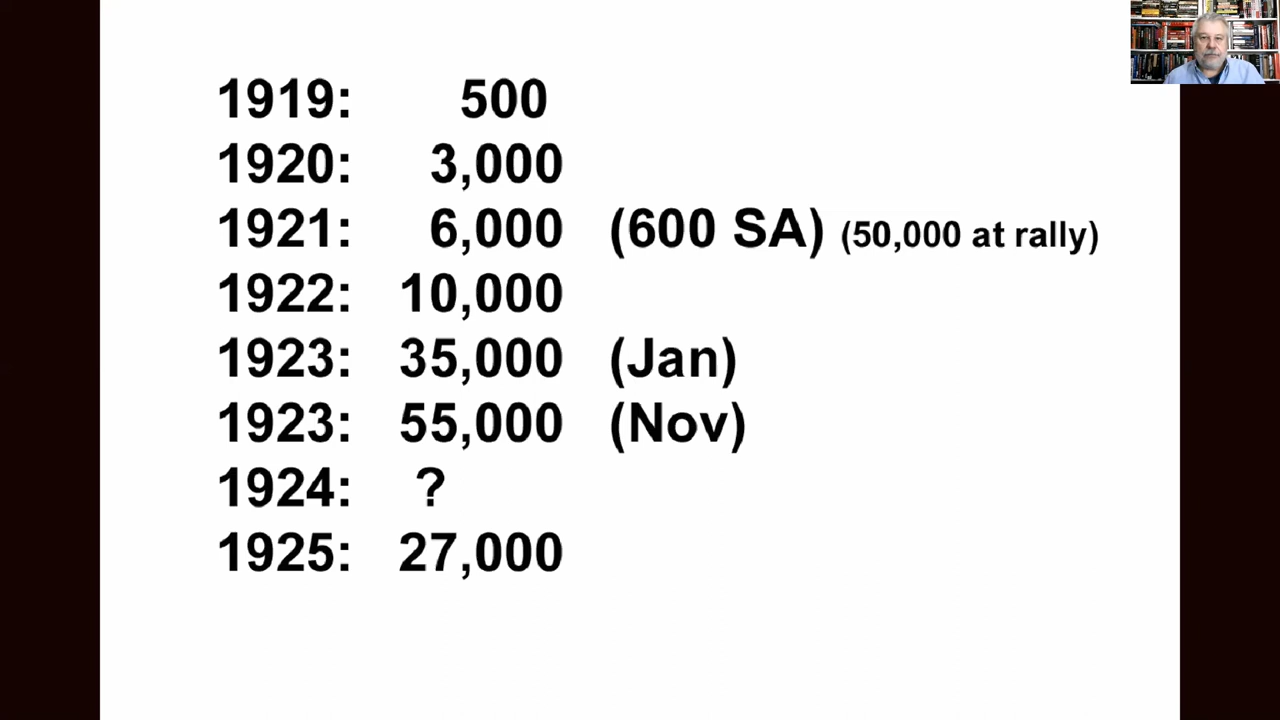 1919: 500
1920: 3,000
1921: 6,000 (600 SA) (50,000 at rally)
1922: 10,000
1923: 35,000 (Jan)
1923: 55,000 (Nov)
1924: ?
1925: 27,000